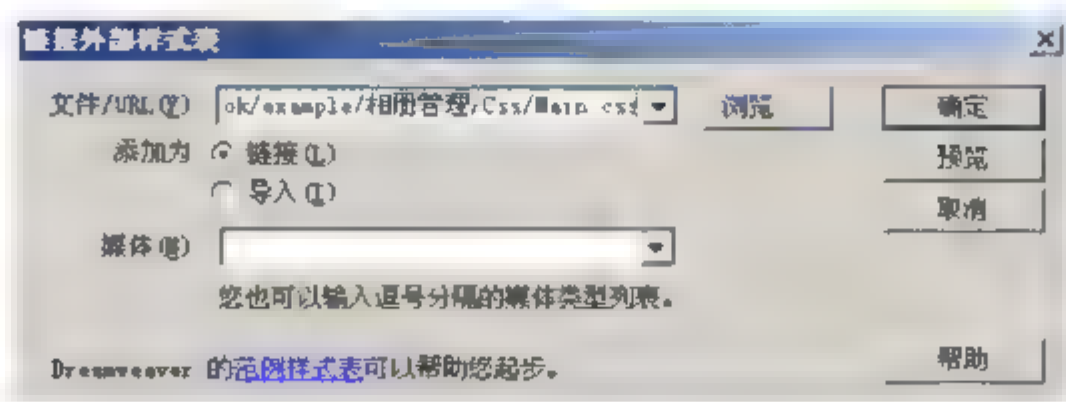 链接外部样式表
文件/URL(F) ok/example/相册管理/Css/Main css 浏览 确定
添加为 链接(L) 预览
导入(I) 取消
媒体(M)
您也可以输入逗号分隔的媒体类型列表。
Dreamweaver 的范例样式表可以帮助您起步。 帮助